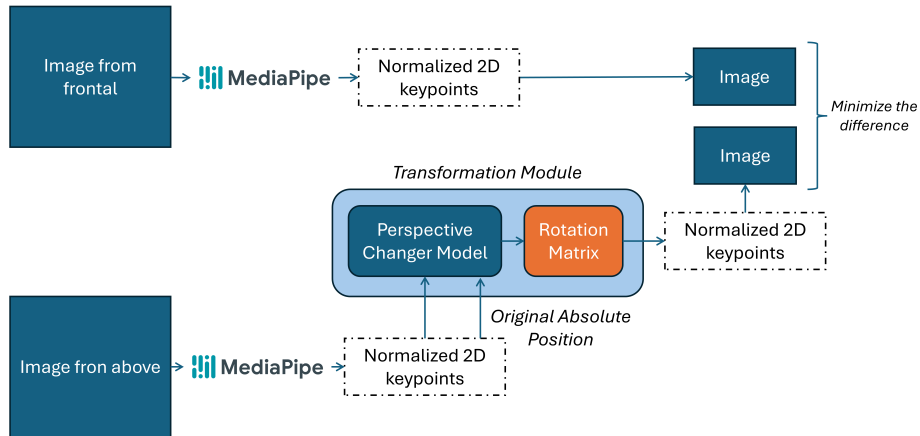 Image from
frontal
MediaPipe
Normalized 2D
keypoints
Image
Minimize the
difference
Image
Transformation Module
Perspective
Changer Model
Rotation
Matrix
Normalized 2D
keypoints
Original Absolute
Position
Image fron above
MediaPipe
Normalized 2D
keypoints